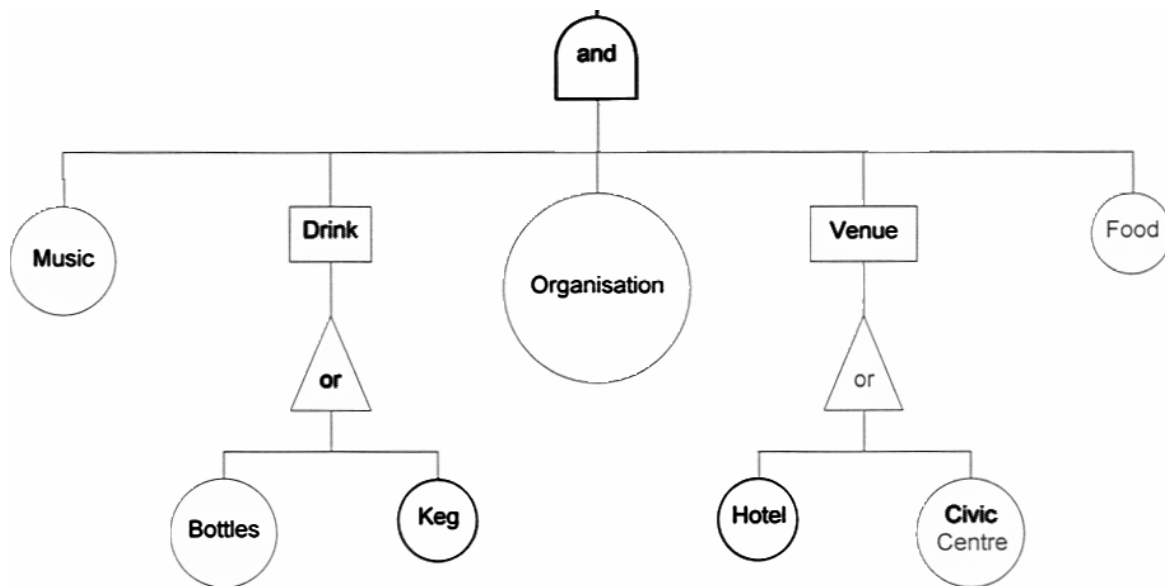 and
Music
Drink
Organisation
Venue
Food
or
or
Bottles
Keg
Hotel
Civic
Centre